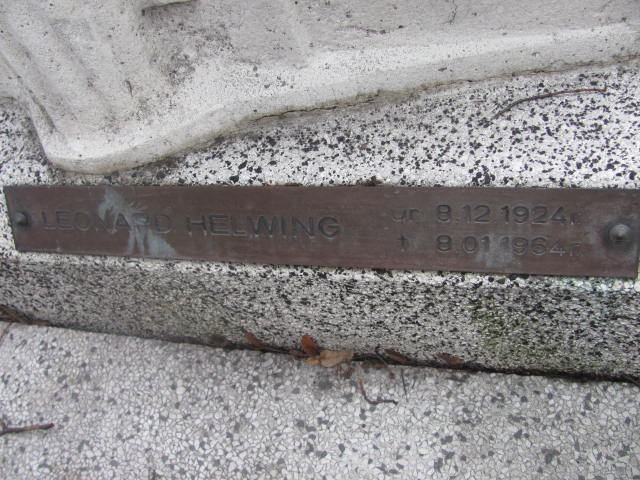 LEONARD HELWING ur. 8.12.1924r.
† 8.01.1964r.